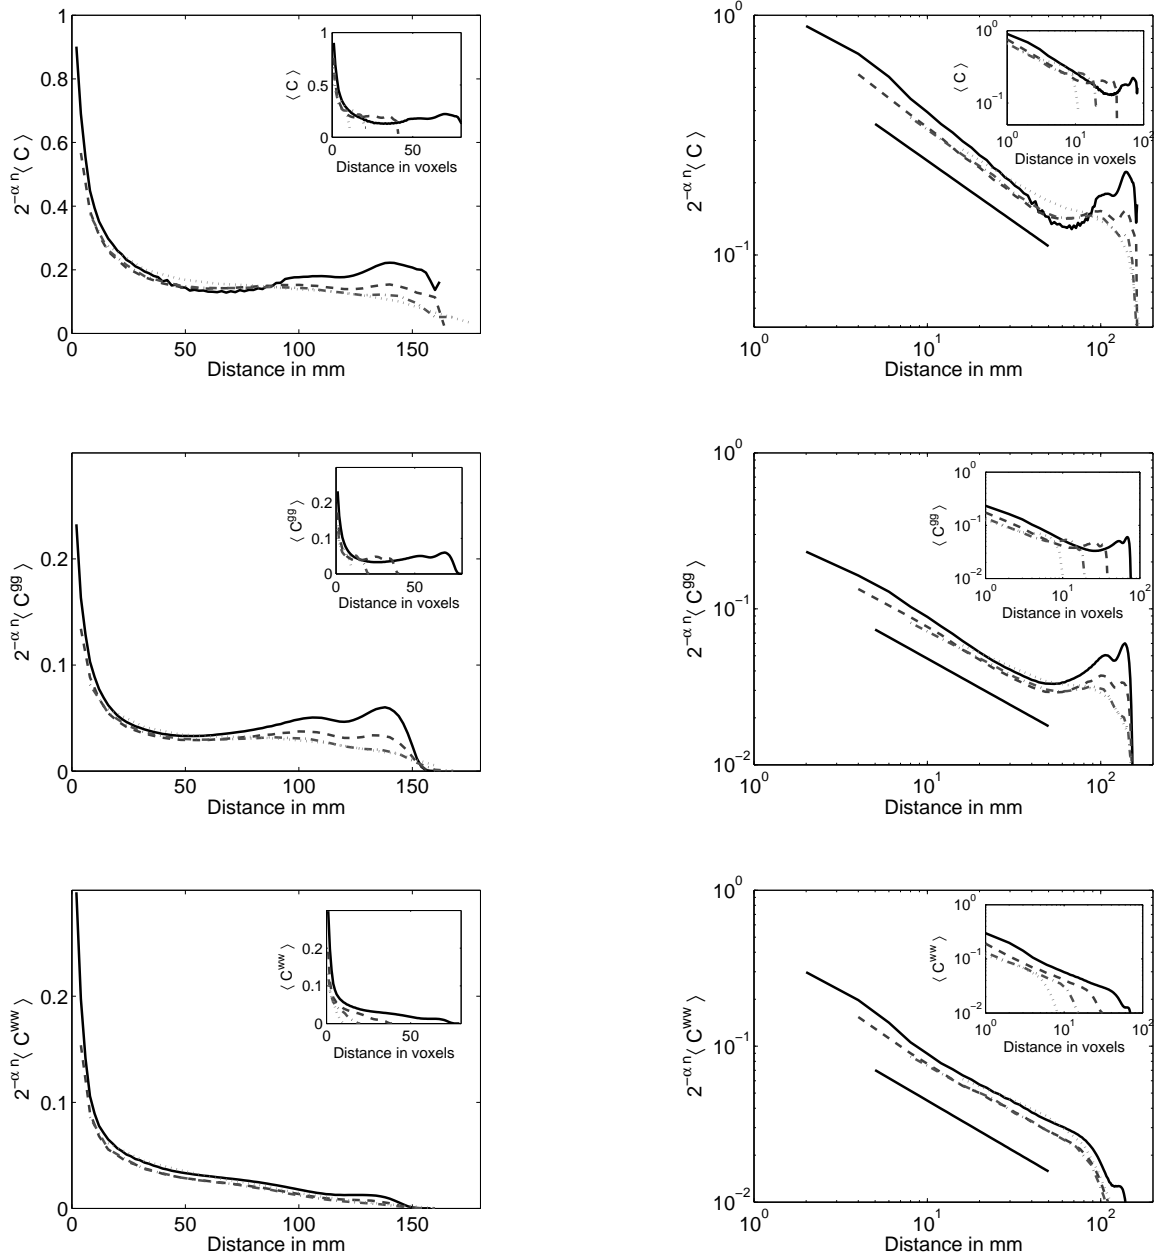 1
0.8
0.6
0.4
0.2
0
0 50 100 150
Distance in mm
2^{-α n}⟨ C ⟩
1
0.5
0
0 50
Distance in voxels
⟨ C ⟩
10^0
10^{-1}
10^0 10^1 10^2
Distance in mm
2^{-α n}⟨ C ⟩
10^0
10^{-1}
10^0 10^1 10^2
Distance in voxels
⟨ C ⟩
0.2
0.1
0
0 50 100 150
Distance in mm
2^{-α n}⟨ C^{gg} ⟩
0.2
0.1
0
0 50
Distance in voxels
⟨ C^{gg} ⟩
10^0
10^{-1}
10^{-2}
10^0 10^1 10^2
Distance in mm
2^{-α n}⟨ C^{gg} ⟩
10^0
10^{-1}
10^{-2}
10^0 10^1 10^2
Distance in voxels
⟨ C^{gg} ⟩
0.2
0.1
0
0 50 100 150
Distance in mm
2^{-α n}⟨ C^{ww} ⟩
0.2
0.1
0
0 50
Distance in voxels
⟨ C^{ww} ⟩
10^0
10^{-1}
10^{-2}
10^0 10^1 10^2
Distance in mm
2^{-α n}⟨ C^{ww} ⟩
10^0
10^{-1}
10^{-2}
10^0 10^1 10^2
Distance in voxels
⟨ C^{ww} ⟩